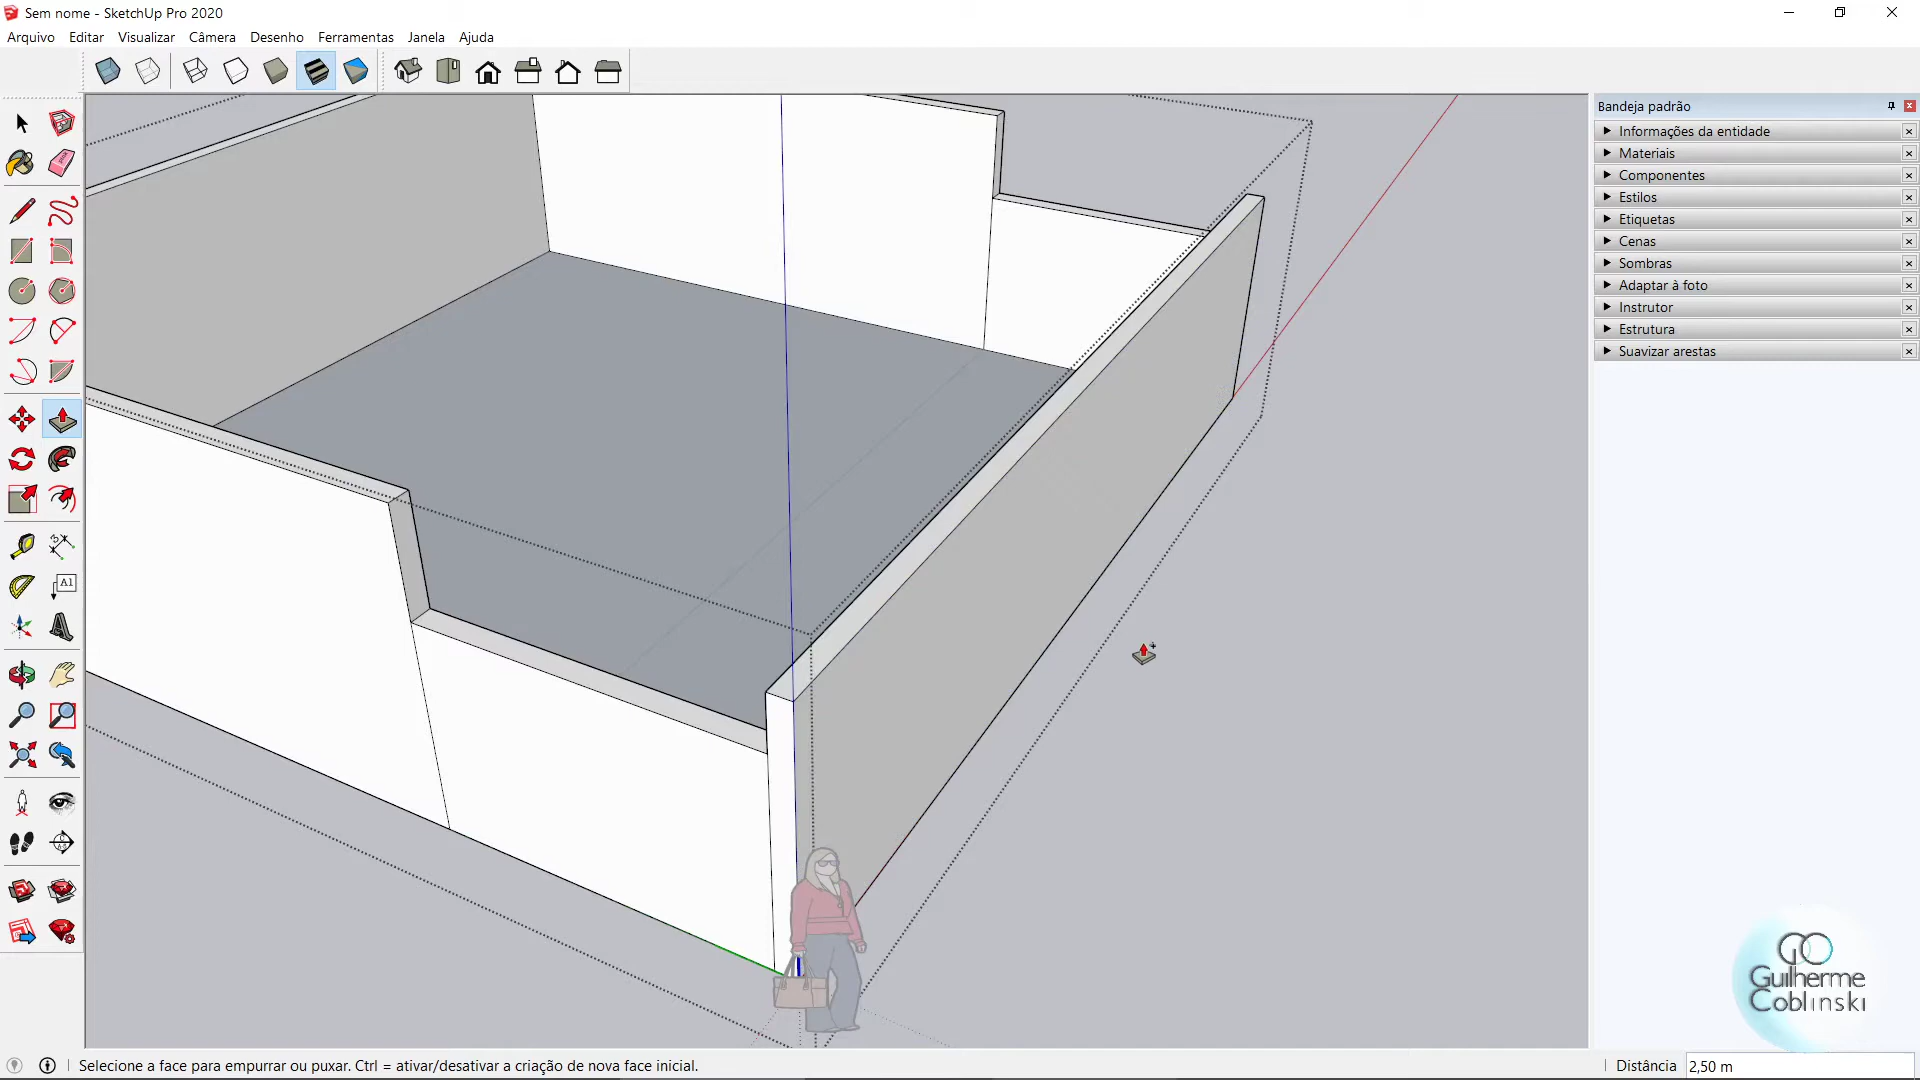 Sem nome - SketchUp Pro 2020
Arquivo Editar Visualizar Câmera Desenho Ferramentas Janela Ajuda
Bandeja padrão
Informações da entidade
Materiais
Componentes
Estilos
Etiquetas
Cenas
Sombras
Adaptar à foto
Instrutor
Estrutura
Suavizar arestas
A1
GC
Guilherme
Coblinski
Selecione a face para empurrar ou puxar. Ctrl = ativar/desativar a criação de nova face inicial.
Distância 2,50 m